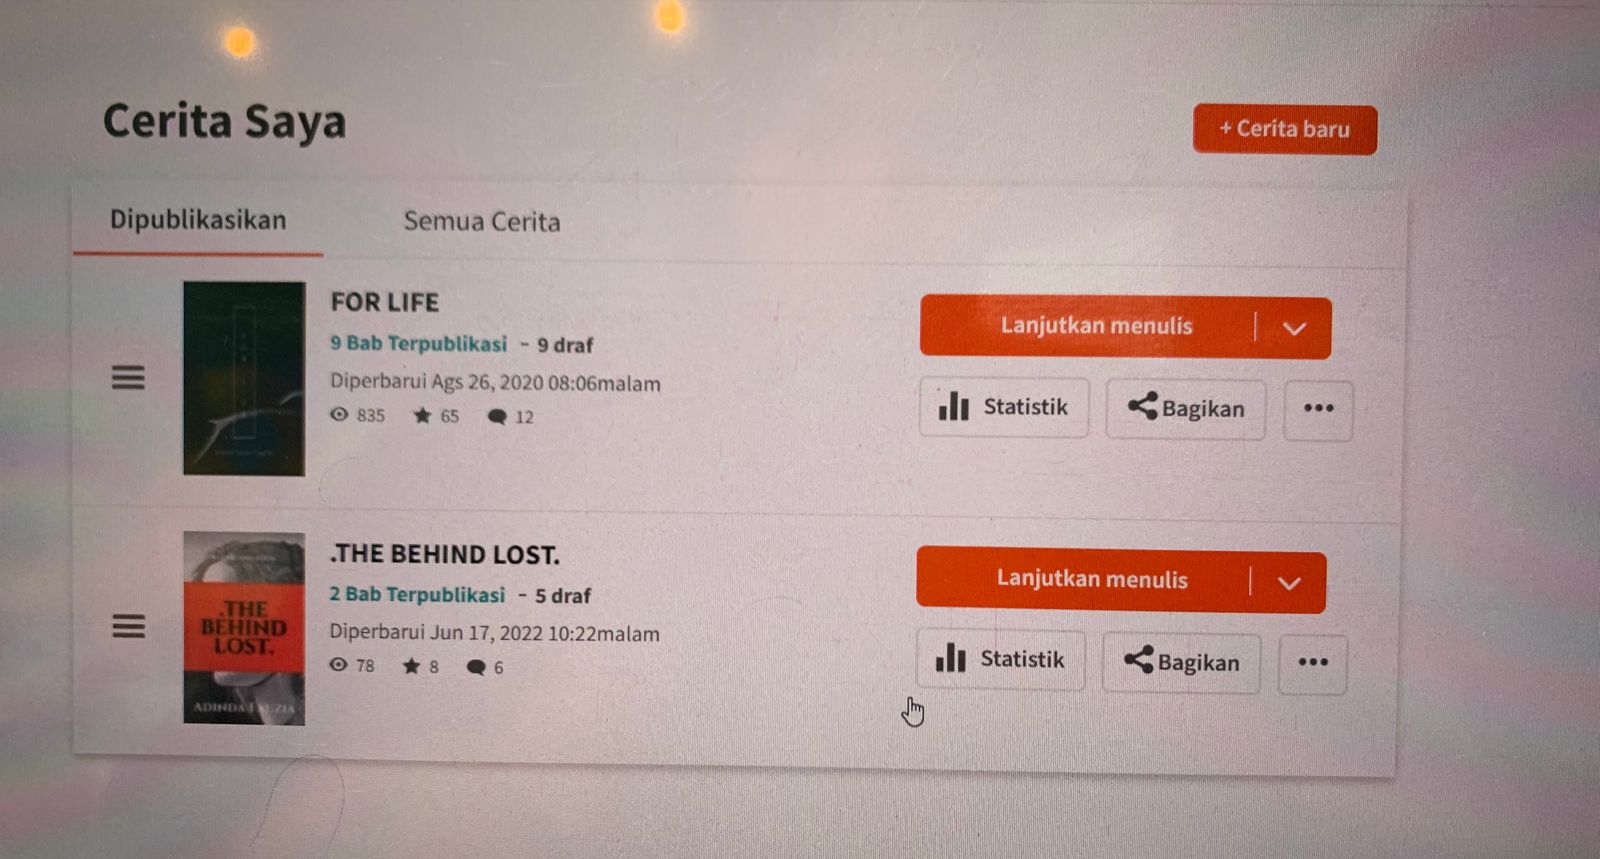 Cerita Saya
+ Cerita baru
Dipublikasikan
Semua Cerita
FOR LIFE
9 Bab Terpublikasi - 9 draf
Diperbarui Ags 26, 2020 08:06malam
835 65 12
Lanjutkan menulis
Statistik
Bagikan
.THE
BEHIND
LOST.
ADINDA
.THE BEHIND LOST.
2 Bab Terpublikasi - 5 draf
Diperbarui Jun 17, 2022 10:22malam
78 8 6
Lanjutkan menulis
Statistik
Bagikan